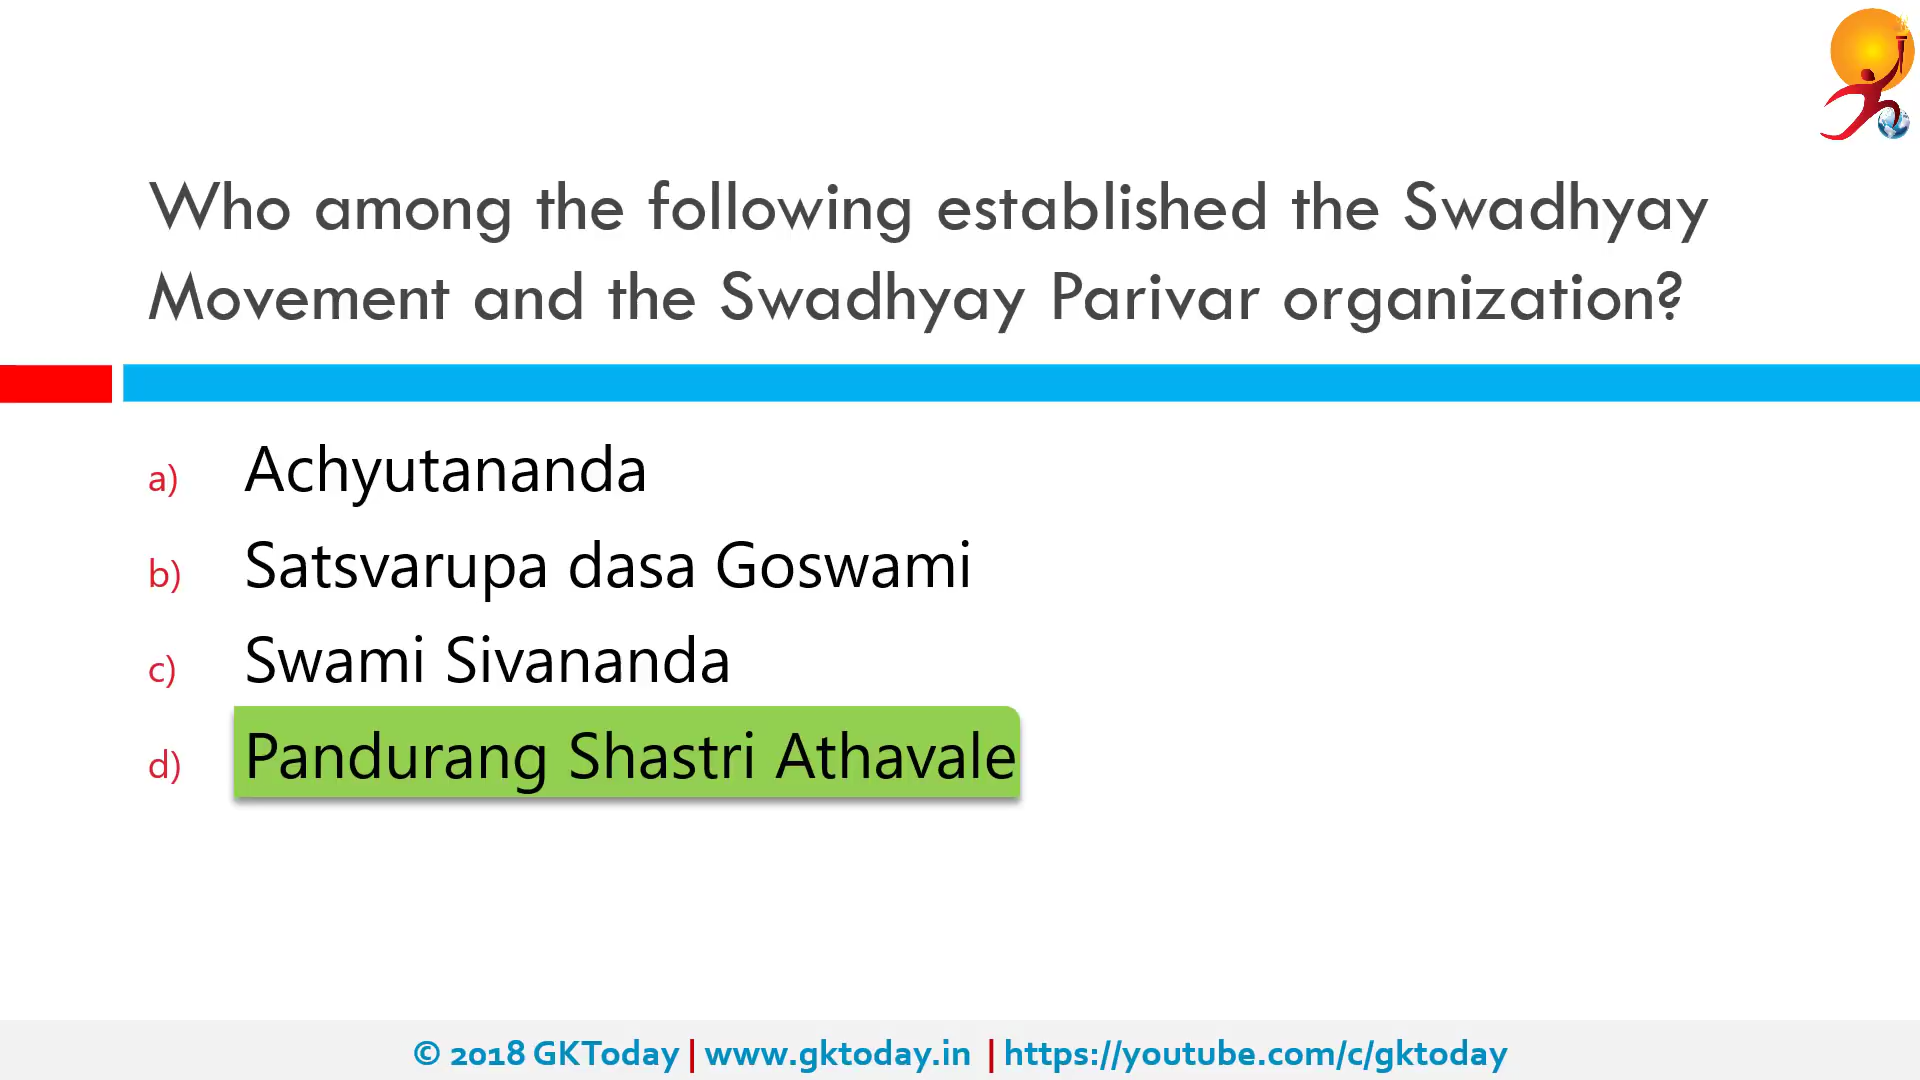 Who among the following established the Swadhyay
Movement and the Swadhyay Parivar organization?
a) Achyutananda
b) Satsvarupa dasa Goswami
c) Swami Sivananda
d) Pandurang Shastri Athavale
© 2018 GKToday | www.gktoday.in | https://youtube.com/c/gktoday